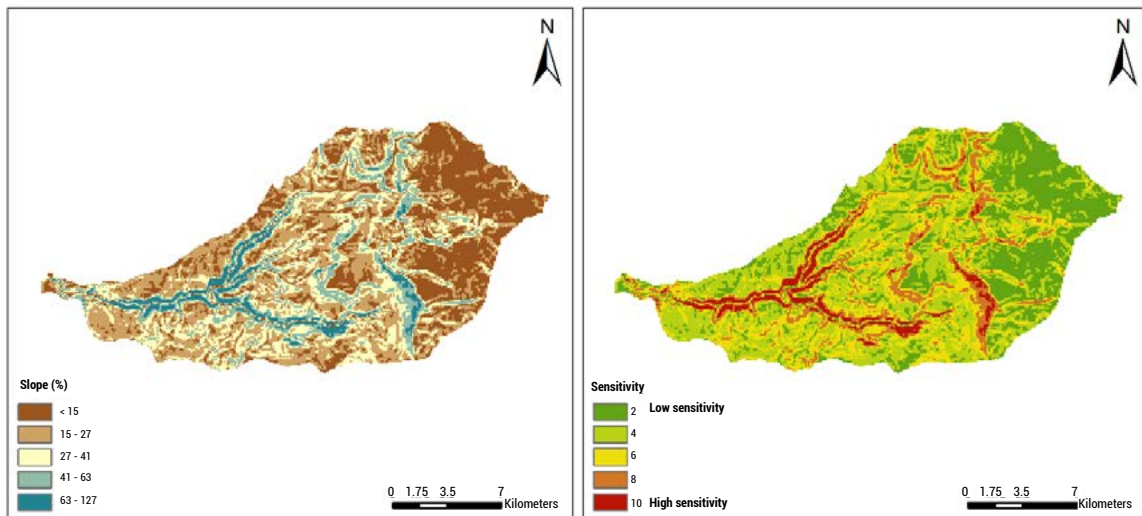 N
Slope (%)
< 15
15 - 27
27 - 41
41 - 63
63 - 127
0 1.75 3.5 7
Kilometers
N
Sensitivity
2 Low sensitivity
4
6
8
10 High sensitivity
0 1.75 3.5 7
Kilometers